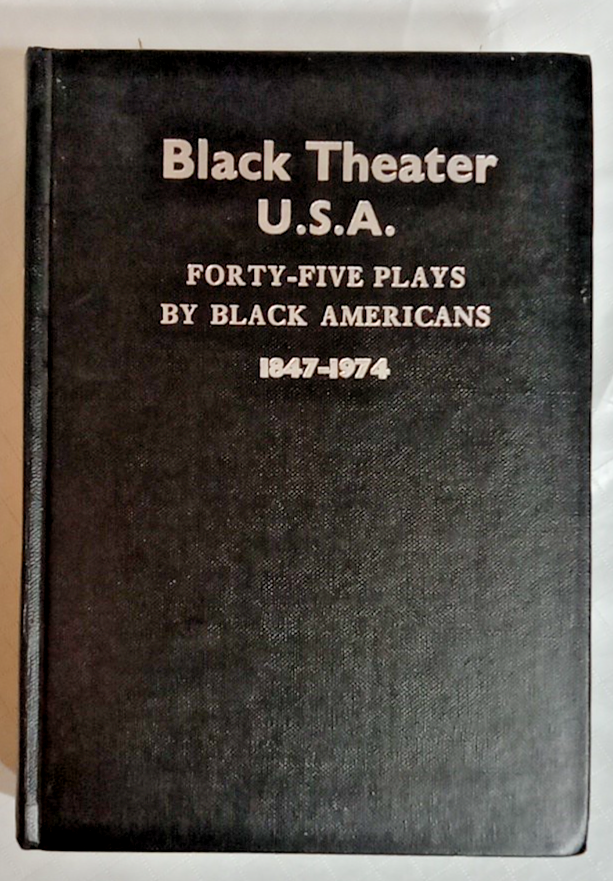 Black Theater
U.S.A.
FORTY-FIVE PLAYS
BY BLACK AMERICANS
1847-1974